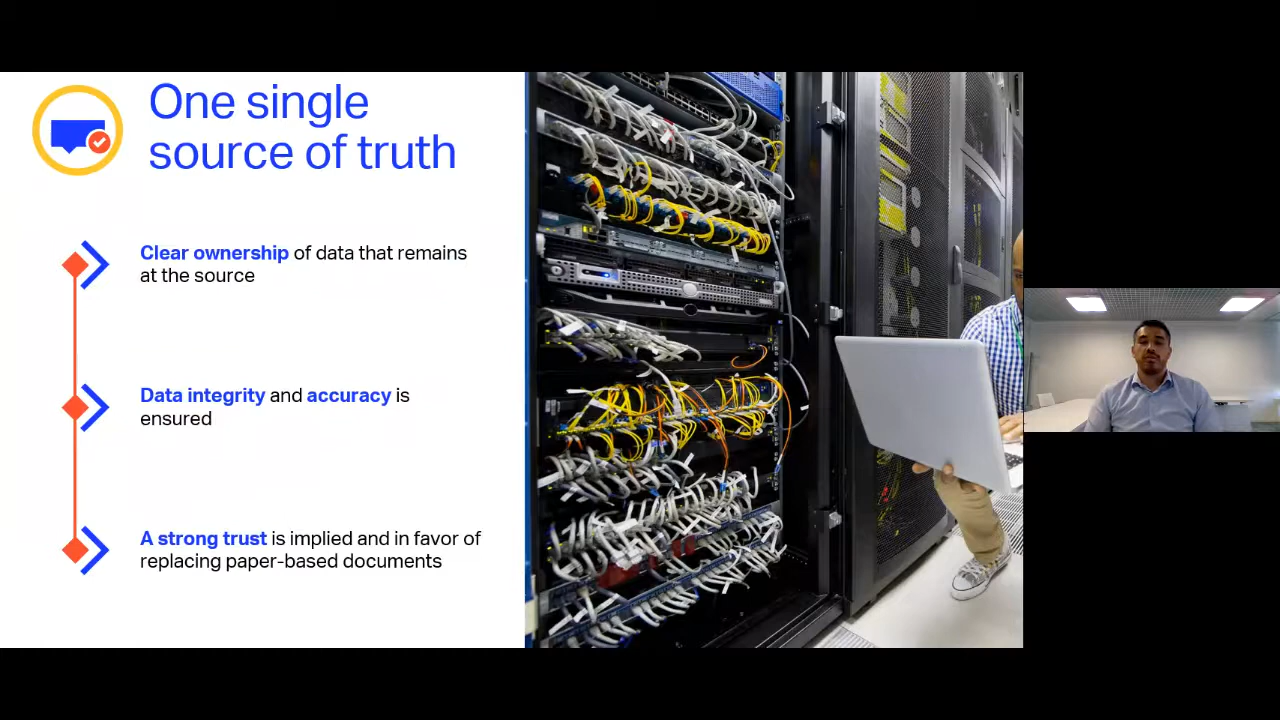 One single
source of truth
Clear ownership of data that remains
at the source
Data integrity and accuracy is
ensured
A strong trust is implied and in favor of
replacing paper-based documents